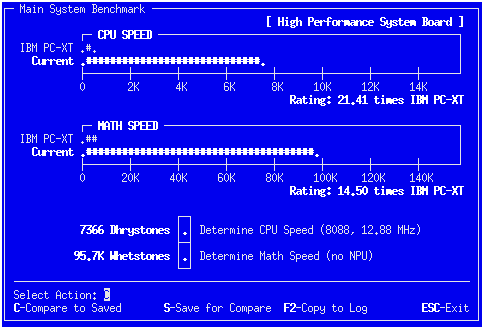 Main System Benchmark
[ High Performance System Board ]
CPU SPEED
IBM PC-XT
Current
0 2K 4K 6K 8K 10K 12K 14K
Rating: 21.41 times IBM PC-XT
MATH SPEED
IBM PC-XT
Current
0 20K 40K 60K 80K 100K 120K 140K
Rating: 14.50 times IBM PC-XT
7366 Dhrystones Determine CPU Speed (8088, 12.88 MHz)
95.7K Whetstones Determine Math Speed (no NPU)
Select Action: C
C-Compare to Saved S-Save for Compare F2-Copy to Log ESC-Exit